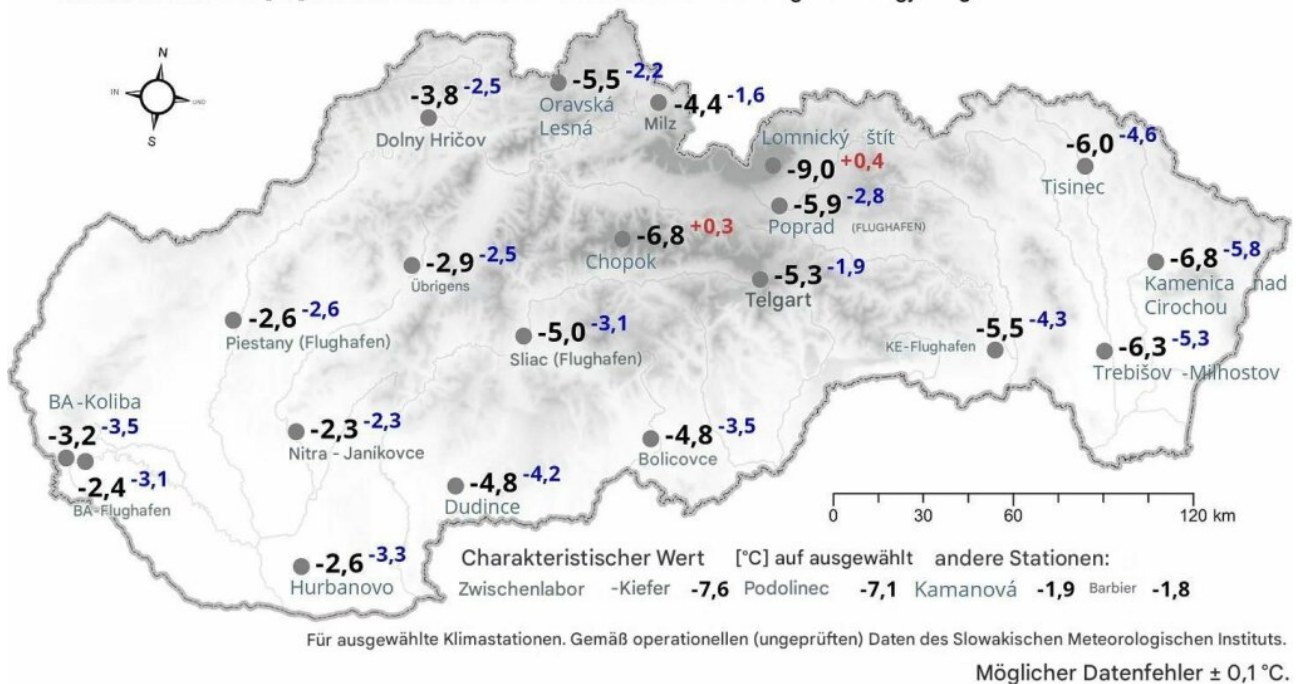 N
IN
UND
S
-3,8 -2,5
Dolny Hričov
-5,5 -2,2
Oravská
Lesná
-4,4 -1,6
Milz
Lomnický štít
-9,0 +0,4
-5,9 -2,8
Poprad (FLUGHAFEN)
-6,0 -4,6
Tisinec
-6,8 +0,3
Chopok
-2,9 -2,5
Übrigens
-5,3 -1,9
Telgart
-6,8 -5,8
Kamenica nad
Cirochou
-2,6 -2,6
Piestany (Flughafen)
-5,0 -3,1
Sliac (Flughafen)
-5,5 -4,3
KE-Flughafen
-6,3 -5,3
Trebišov -Milhostov
BA-Koliba
-3,2 -3,5
-2,4 -3,1
BA-Flughafen
-2,3 -2,3
Nitra - Janíkovce
-4,8 -3,5
Bolicovce
-4,8 -4,2
Dudince
-2,6 -3,3
Hurbanovo
0 30 60 120 km
Charakteristischer Wert [°C] auf ausgewählt andere Stationen:
Zwischenlabor -Kiefer -7,6 Podolinec -7,1 Kamanová -1,9 Barbier -1,8
Für ausgewählte Klimastationen. Gemäß operationellen (ungeprüften) Daten des Slowakischen Meteorologischen Instituts.
Möglicher Datenfehler ± 0,1 °C.